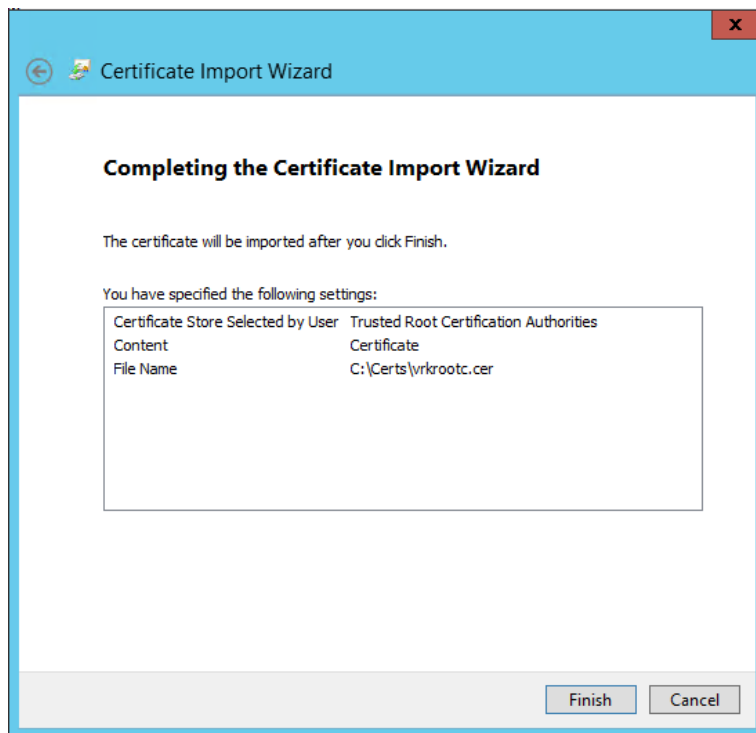 x
Certificate Import Wizard
Completing the Certificate Import Wizard
The certificate will be imported after you click Finish.
You have specified the following settings:
Certificate Store Selected by User Trusted Root Certification Authorities
Content Certificate
File Name C:\Certs\vrkrootc.cer
Finish Cancel